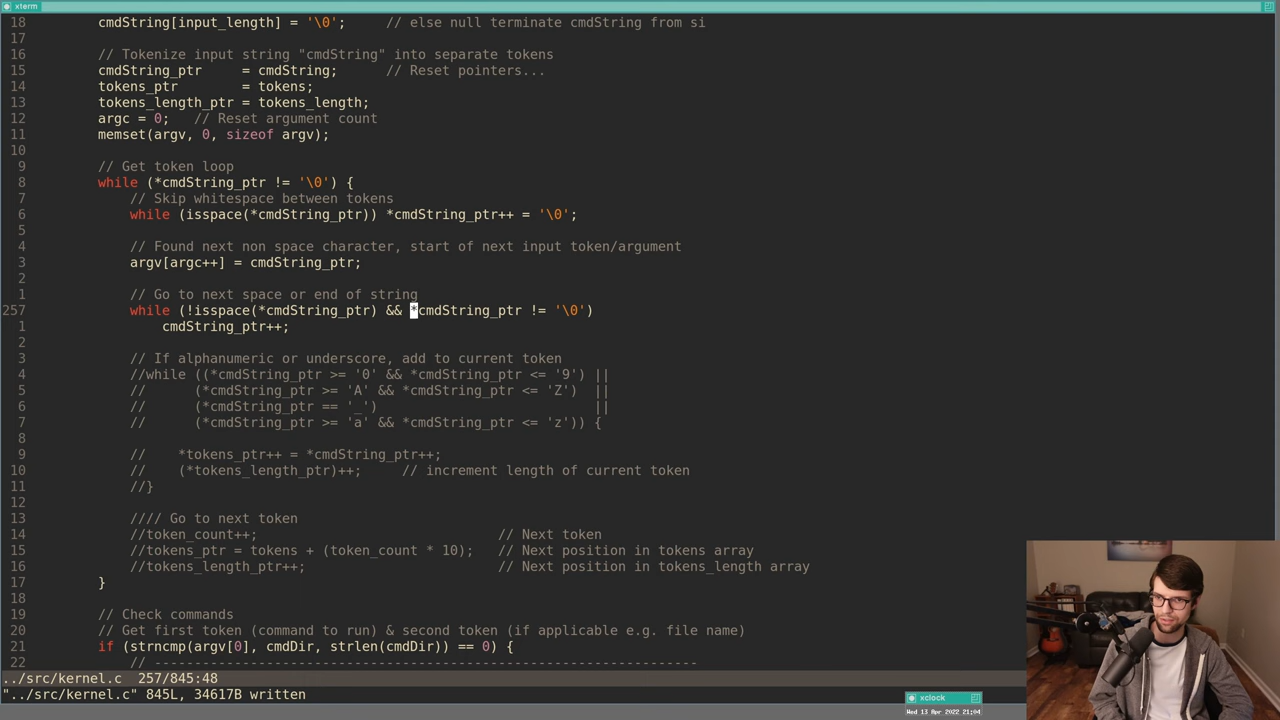 xterm
18 cmdString[input_length] = '\0'; // else null terminate cmdString from si
17
16 // Tokenize input string "cmdString" into separate tokens
15 cmdString_ptr = cmdString; // Reset pointers...
14 tokens_ptr = tokens;
13 tokens_length_ptr = tokens_length;
12 argc = 0; // Reset argument count
11 memset(argv, 0, sizeof argv);
10
9 // Get token loop
8 while (*cmdString_ptr != '\0') {
7 // Skip whitespace between tokens
6 while (isspace(*cmdString_ptr)) *cmdString_ptr++ = '\0';
5
4 // Found next non space character, start of next input token/argument
3 argv[argc++] = cmdString_ptr;
2
1 // Go to next space or end of string
257 while (!isspace(*cmdString_ptr) && *cmdString_ptr != '\0')
1 cmdString_ptr++;
2
3 // If alphanumeric or underscore, add to current token
4 //while ((*cmdString_ptr >= '0' && *cmdString_ptr <= '9') ||
5 // (*cmdString_ptr >= 'A' && *cmdString_ptr <= 'Z') ||
6 // (*cmdString_ptr == '_') ||
7 // (*cmdString_ptr >= 'a' && *cmdString_ptr <= 'z')) {
8
9 // *tokens_ptr++ = *cmdString_ptr++;
10 // (*tokens_length_ptr)++; // increment length of current token
11 //}
12
13 //// Go to next token
14 //token_count++; // Next token
15 //tokens_ptr = tokens + (token_count * 10); // Next position in tokens array
16 //tokens_length_ptr++; // Next position in tokens_length array
17 }
18
19 // Check commands
20 // Get first token (command to run) & second token (if applicable e.g. file name)
21 if (strncmp(argv[0], cmdDir, strlen(cmdDir)) == 0) {
22 // ----------------------------------------------------------------------
../src/kernel.c 257/845:48
"../src/kernel.c" 845L, 34617B written
xclock
Wed 13 Apr 2022 21:04